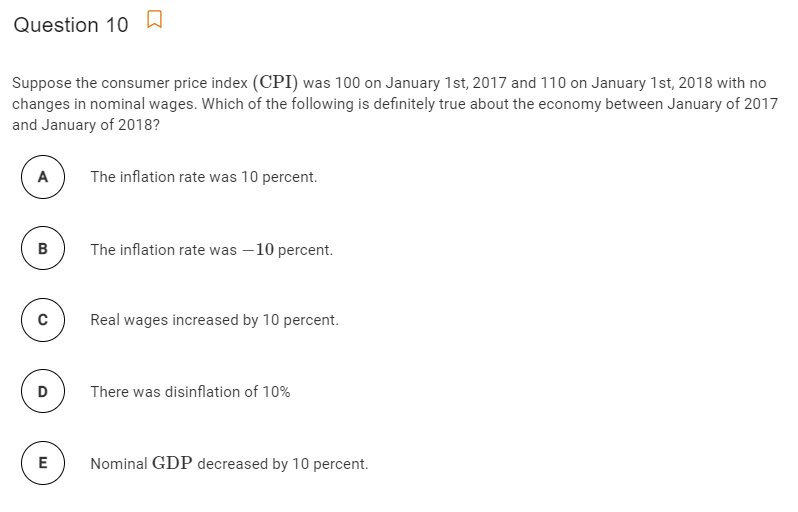 Question 10
Suppose the consumer price index (CPI) was 100 on January 1st, 2017 and 110 on January 1st, 2018 with no
changes in nominal wages. Which of the following is definitely true about the economy between January of 2017
and January of 2018?
A The inflation rate was 10 percent.
B The inflation rate was −10 percent.
C Real wages increased by 10 percent.
D There was disinflation of 10%
E Nominal GDP decreased by 10 percent.